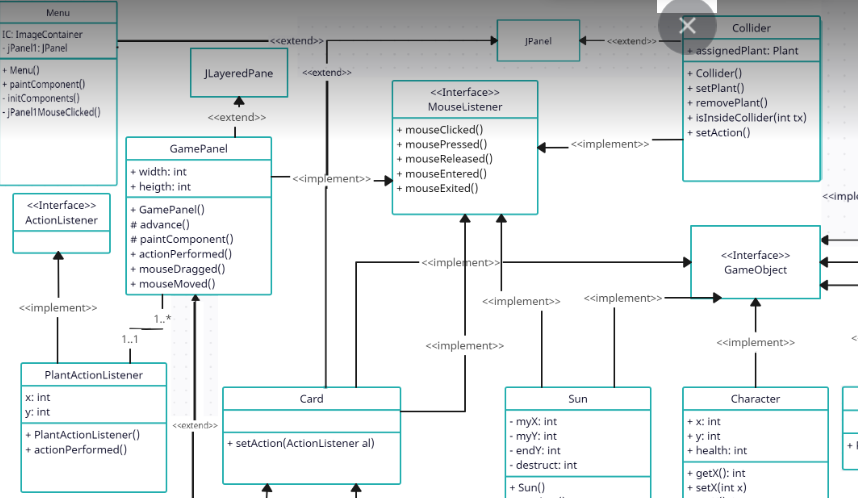 Menu
IC: ImageContainer
- jPanel1: JPanel
+ Menu()
+ paintComponent()
- initComponents()
- jPanel1MouseClicked()
<<extend>>
<<extend>>
JPanel
<<extend>>
Collider
+ assignedPlant: Plant
+ Collider()
+ setPlant()
+ removePlant()
+ isInsideCollider(int tx)
+ setAction()
JLayeredPane
<<extend>>
<<Interface>>
MouseListener
+ mouseClicked()
+ mousePressed()
+ mouseReleased()
+ mouseEntered()
+ mouseExited()
<<implement>>
GamePanel
+ width: int
+ heigth: int
+ GamePanel()
# advance()
# paintComponent()
+ actionPerformed()
+ mouseDragged()
+ mouseMoved()
<<implement>>
<<Interface>>
ActionListener
<<imple
<<Interface>>
GameObject
<<implement>>
<<implement>>
<<implement>>
<<implement>>
1..*
1..1
<<implement>>
<<implement>>
PlantActionListener
x: int
y: int
+ PlantActionListener()
+ actionPerformed()
<<extend>>
Card
+ setAction(ActionListener al)
Sun
- myX: int
- myY: int
- endY: int
- destruct: int
+ Sun()
Character
+ x: int
+ y: int
+ health: int
+ getX(): int
+ setX(int x)